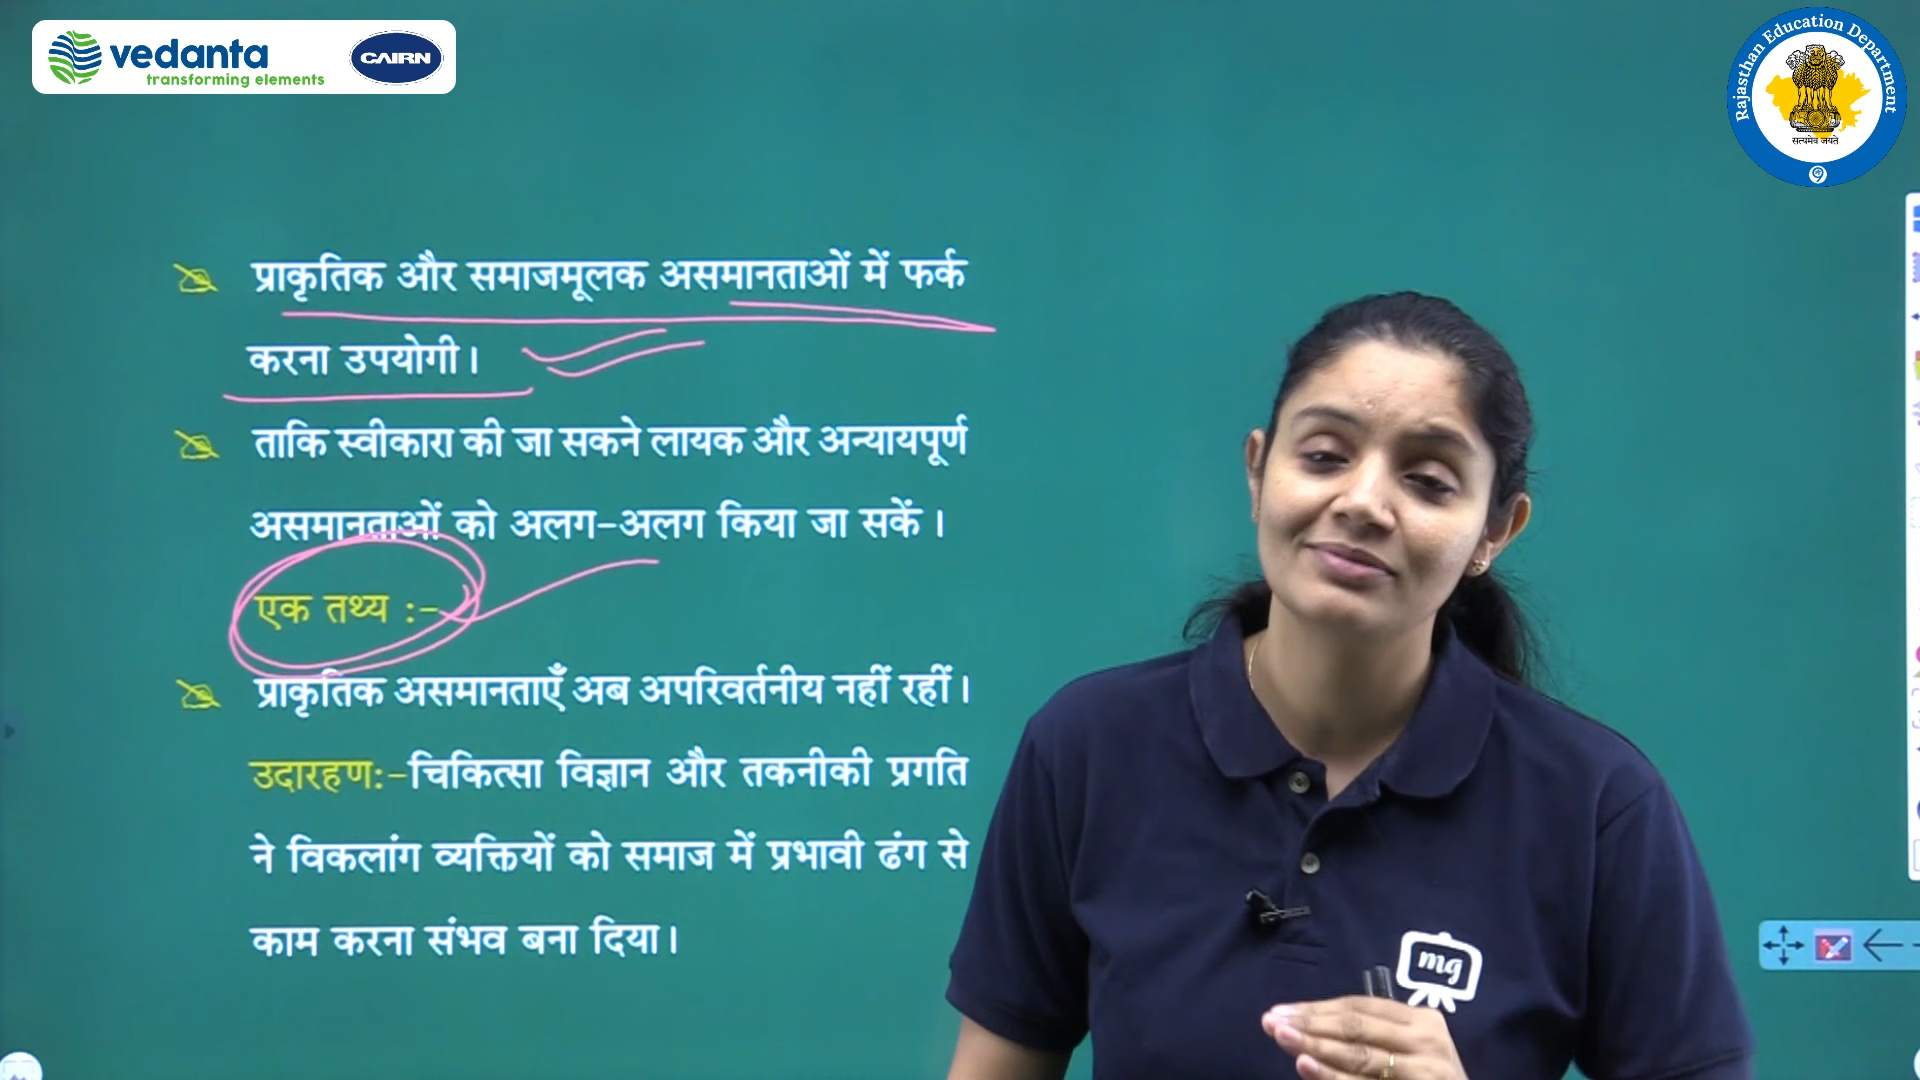 vedanta
transforming elements
CAIRN
Rajasthan Education Department
सत्यमेव जयते
प्राकृतिक और समाजमूलक असमानताओं में फर्क
करना उपयोगी।
ताकि स्वीकारा की जा सकने लायक और अन्यायपूर्ण
असमानताओं को अलग-अलग किया जा सकें।
एक तथ्य :-
प्राकृतिक असमानताएँ अब अपरिवर्तनीय नहीं रहीं।
उदारहण:-चिकित्सा विज्ञान और तकनीकी प्रगति
ने विकलांग व्यक्तियों को समाज में प्रभावी ढंग से
काम करना संभव बना दिया।
mg